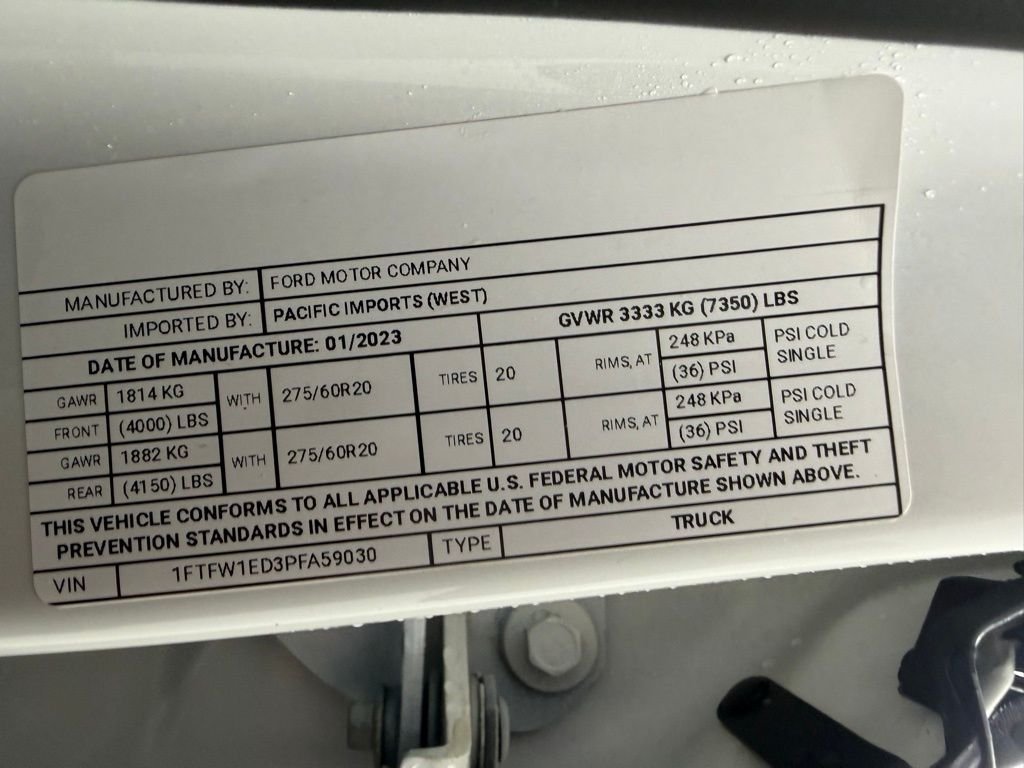 MANUFACTURED BY: FORD MOTOR COMPANY
IMPORTED BY: PACIFIC IMPORTS (WEST)
DATE OF MANUFACTURE: 01/2023 GVWR 3333 KG (7350) LBS
GAWR 1814 KG WITH 275/60R20 TIRES 20 RIMS, AT 248 KPa PSI COLD
FRONT (4000) LBS (36) PSI SINGLE
GAWR 1882 KG WITH 275/60R20 TIRES 20 RIMS, AT 248 KPa PSI COLD
REAR (4150) LBS (36) PSI SINGLE
THIS VEHICLE CONFORMS TO ALL APPLICABLE U.S. FEDERAL MOTOR SAFETY AND THEFT
PREVENTION STANDARDS IN EFFECT ON THE DATE OF MANUFACTURE SHOWN ABOVE.
VIN 1FTFW1ED3PFA59030 TYPE TRUCK